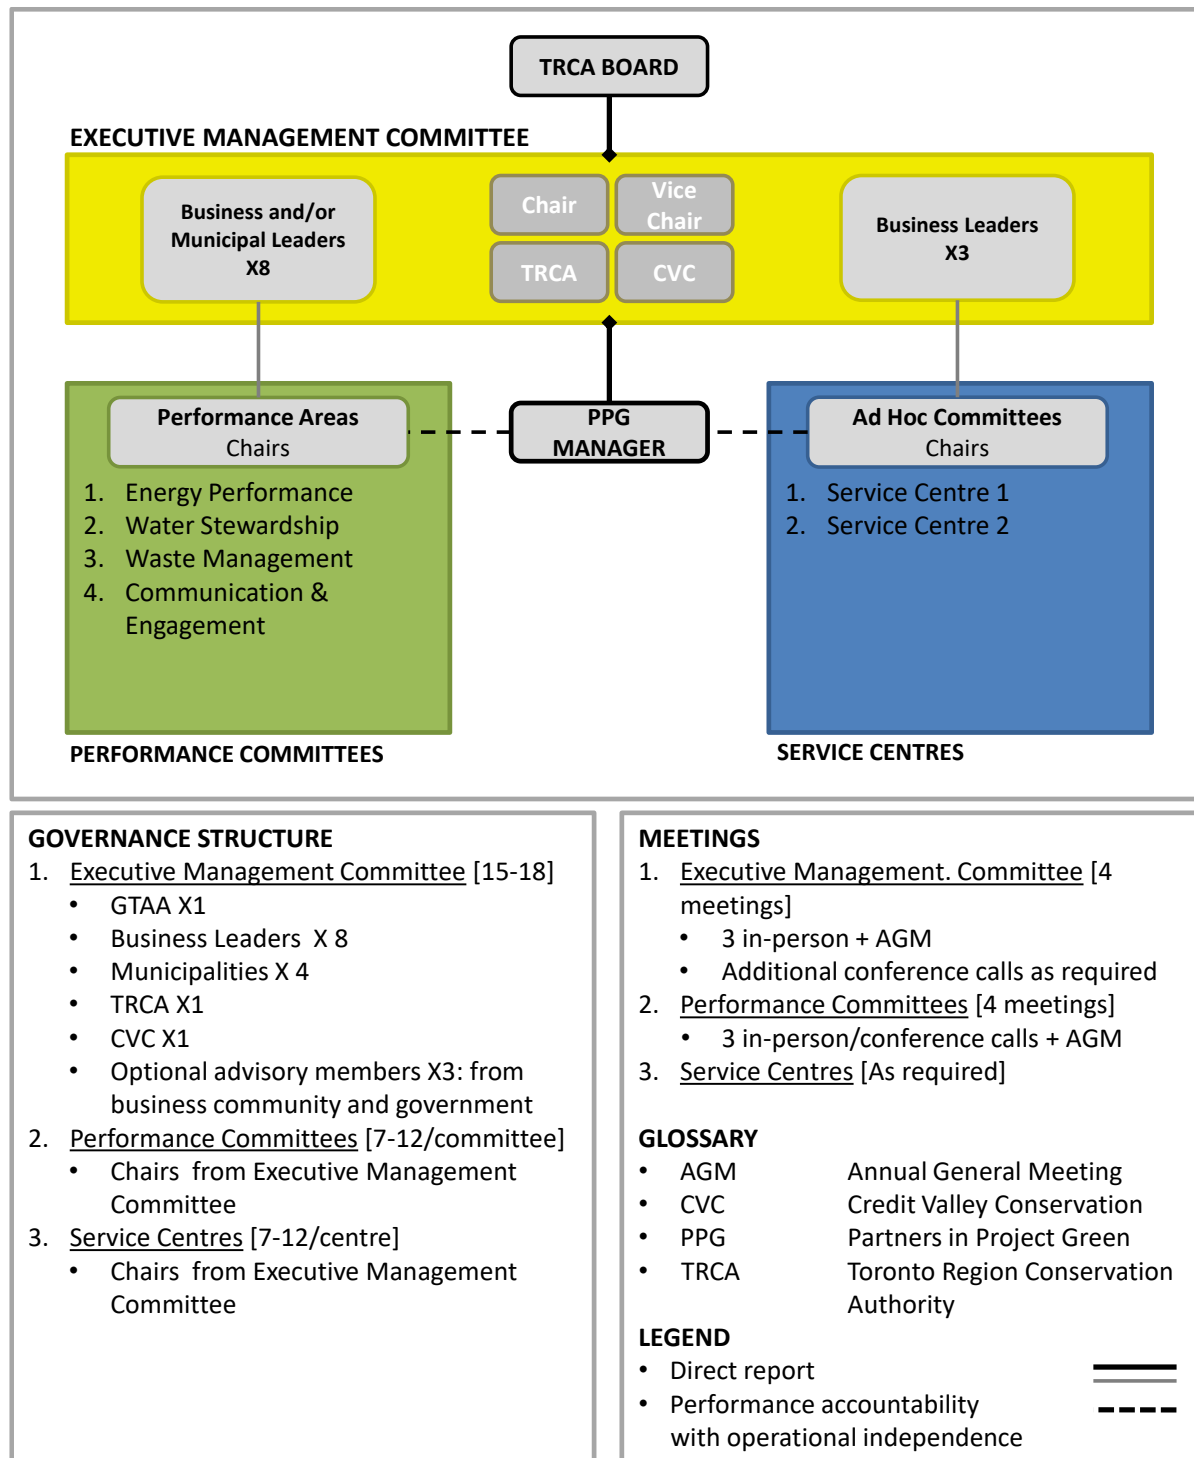 TRCA BOARD
EXECUTIVE MANAGEMENT COMMITTEE
Business and/or
Municipal Leaders
X8
Chair
Vice
Chair
TRCA
CVC
Business Leaders
X3
Performance Areas
Chairs
PPG
MANAGER
Ad Hoc Committees
Chairs
1. Energy Performance
2. Water Stewardship
3. Waste Management
4. Communication &
Engagement
1. Service Centre 1
2. Service Centre 2
PERFORMANCE COMMITTEES
SERVICE CENTRES
GOVERNANCE STRUCTURE
1. Executive Management Committee [15-18]
• GTAA X1
• Business Leaders X 8
• Municipalities X 4
• TRCA X1
• CVC X1
• Optional advisory members X3: from
business community and government
2. Performance Committees [7-12/committee]
• Chairs from Executive Management
Committee
3. Service Centres [7-12/centre]
• Chairs from Executive Management
Committee
MEETINGS
1. Executive Management. Committee [4
meetings]
• 3 in-person + AGM
• Additional conference calls as required
2. Performance Committees [4 meetings]
• 3 in-person/conference calls + AGM
3. Service Centres [As required]
GLOSSARY
• AGM Annual General Meeting
• CVC Credit Valley Conservation
• PPG Partners in Project Green
• TRCA Toronto Region Conservation
Authority
LEGEND
• Direct report
• Performance accountability
with operational independence